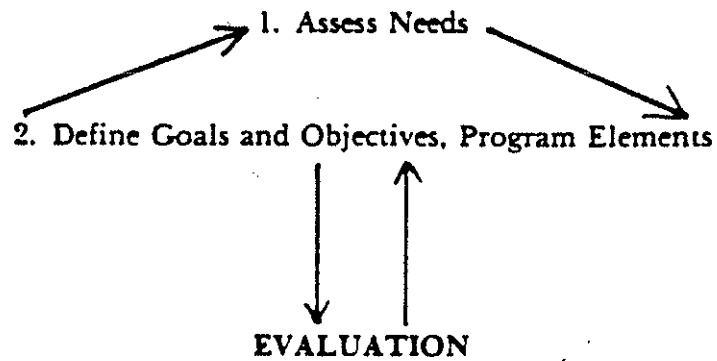 1. Assess Needs
2. Define Goals and Objectives, Program Elements
EVALUATION